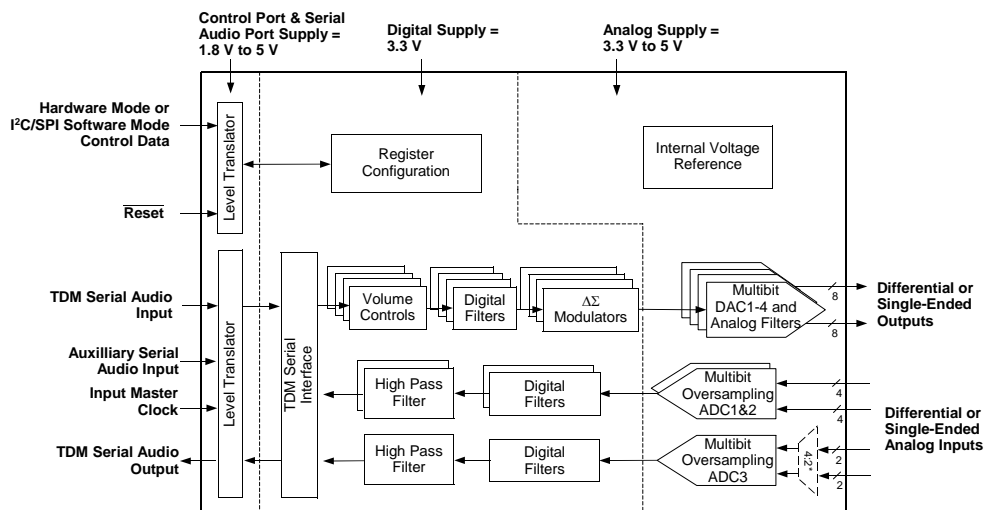 Control Port & Serial
Audio Port Supply =
1.8 V to 5 V
Digital Supply =
3.3 V
Analog Supply =
3.3 V to 5 V
Hardware Mode or
I²C/SPI Software Mode
Control Data
Level Translator
Register
Configuration
Internal Voltage
Reference
Reset
TDM Serial Audio
Input
Auxilliary Serial
Audio Input
Input Master
Clock
TDM Serial Audio
Output
Level Translator
TDM Serial
Interface
Volume
Controls
Digital
Filters
ΔΣ
Modulators
Multibit
DAC1-4 and
Analog Filters
8
8
Differential or
Single-Ended
Outputs
High Pass
Filter
Digital
Filters
Multibit
Oversampling
ADC1&2
4
4
Differential or
Single-Ended
Analog Inputs
High Pass
Filter
Digital
Filters
Multibit
Oversampling
ADC3
4:2*
2
2